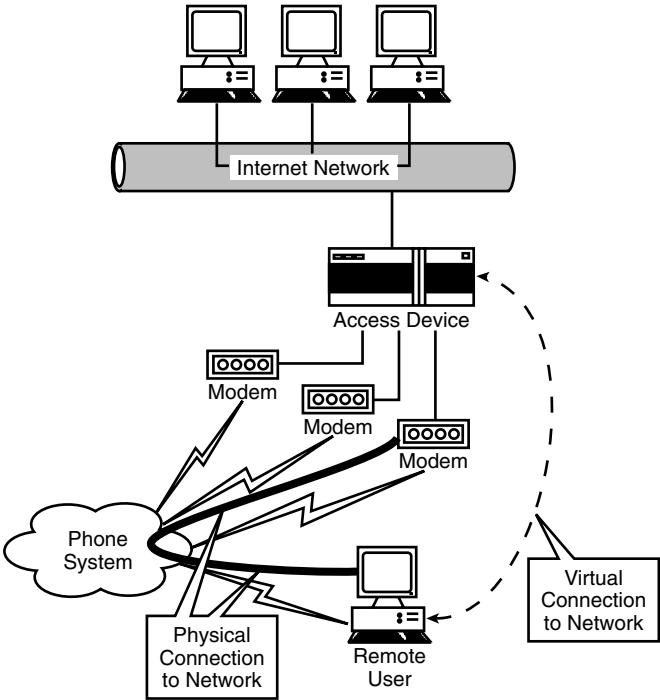 Internet Network
Access Device
Modem
Modem
Modem
Phone
System
Virtual
Connection
to Network
Physical
Connection
to Network
Remote
User